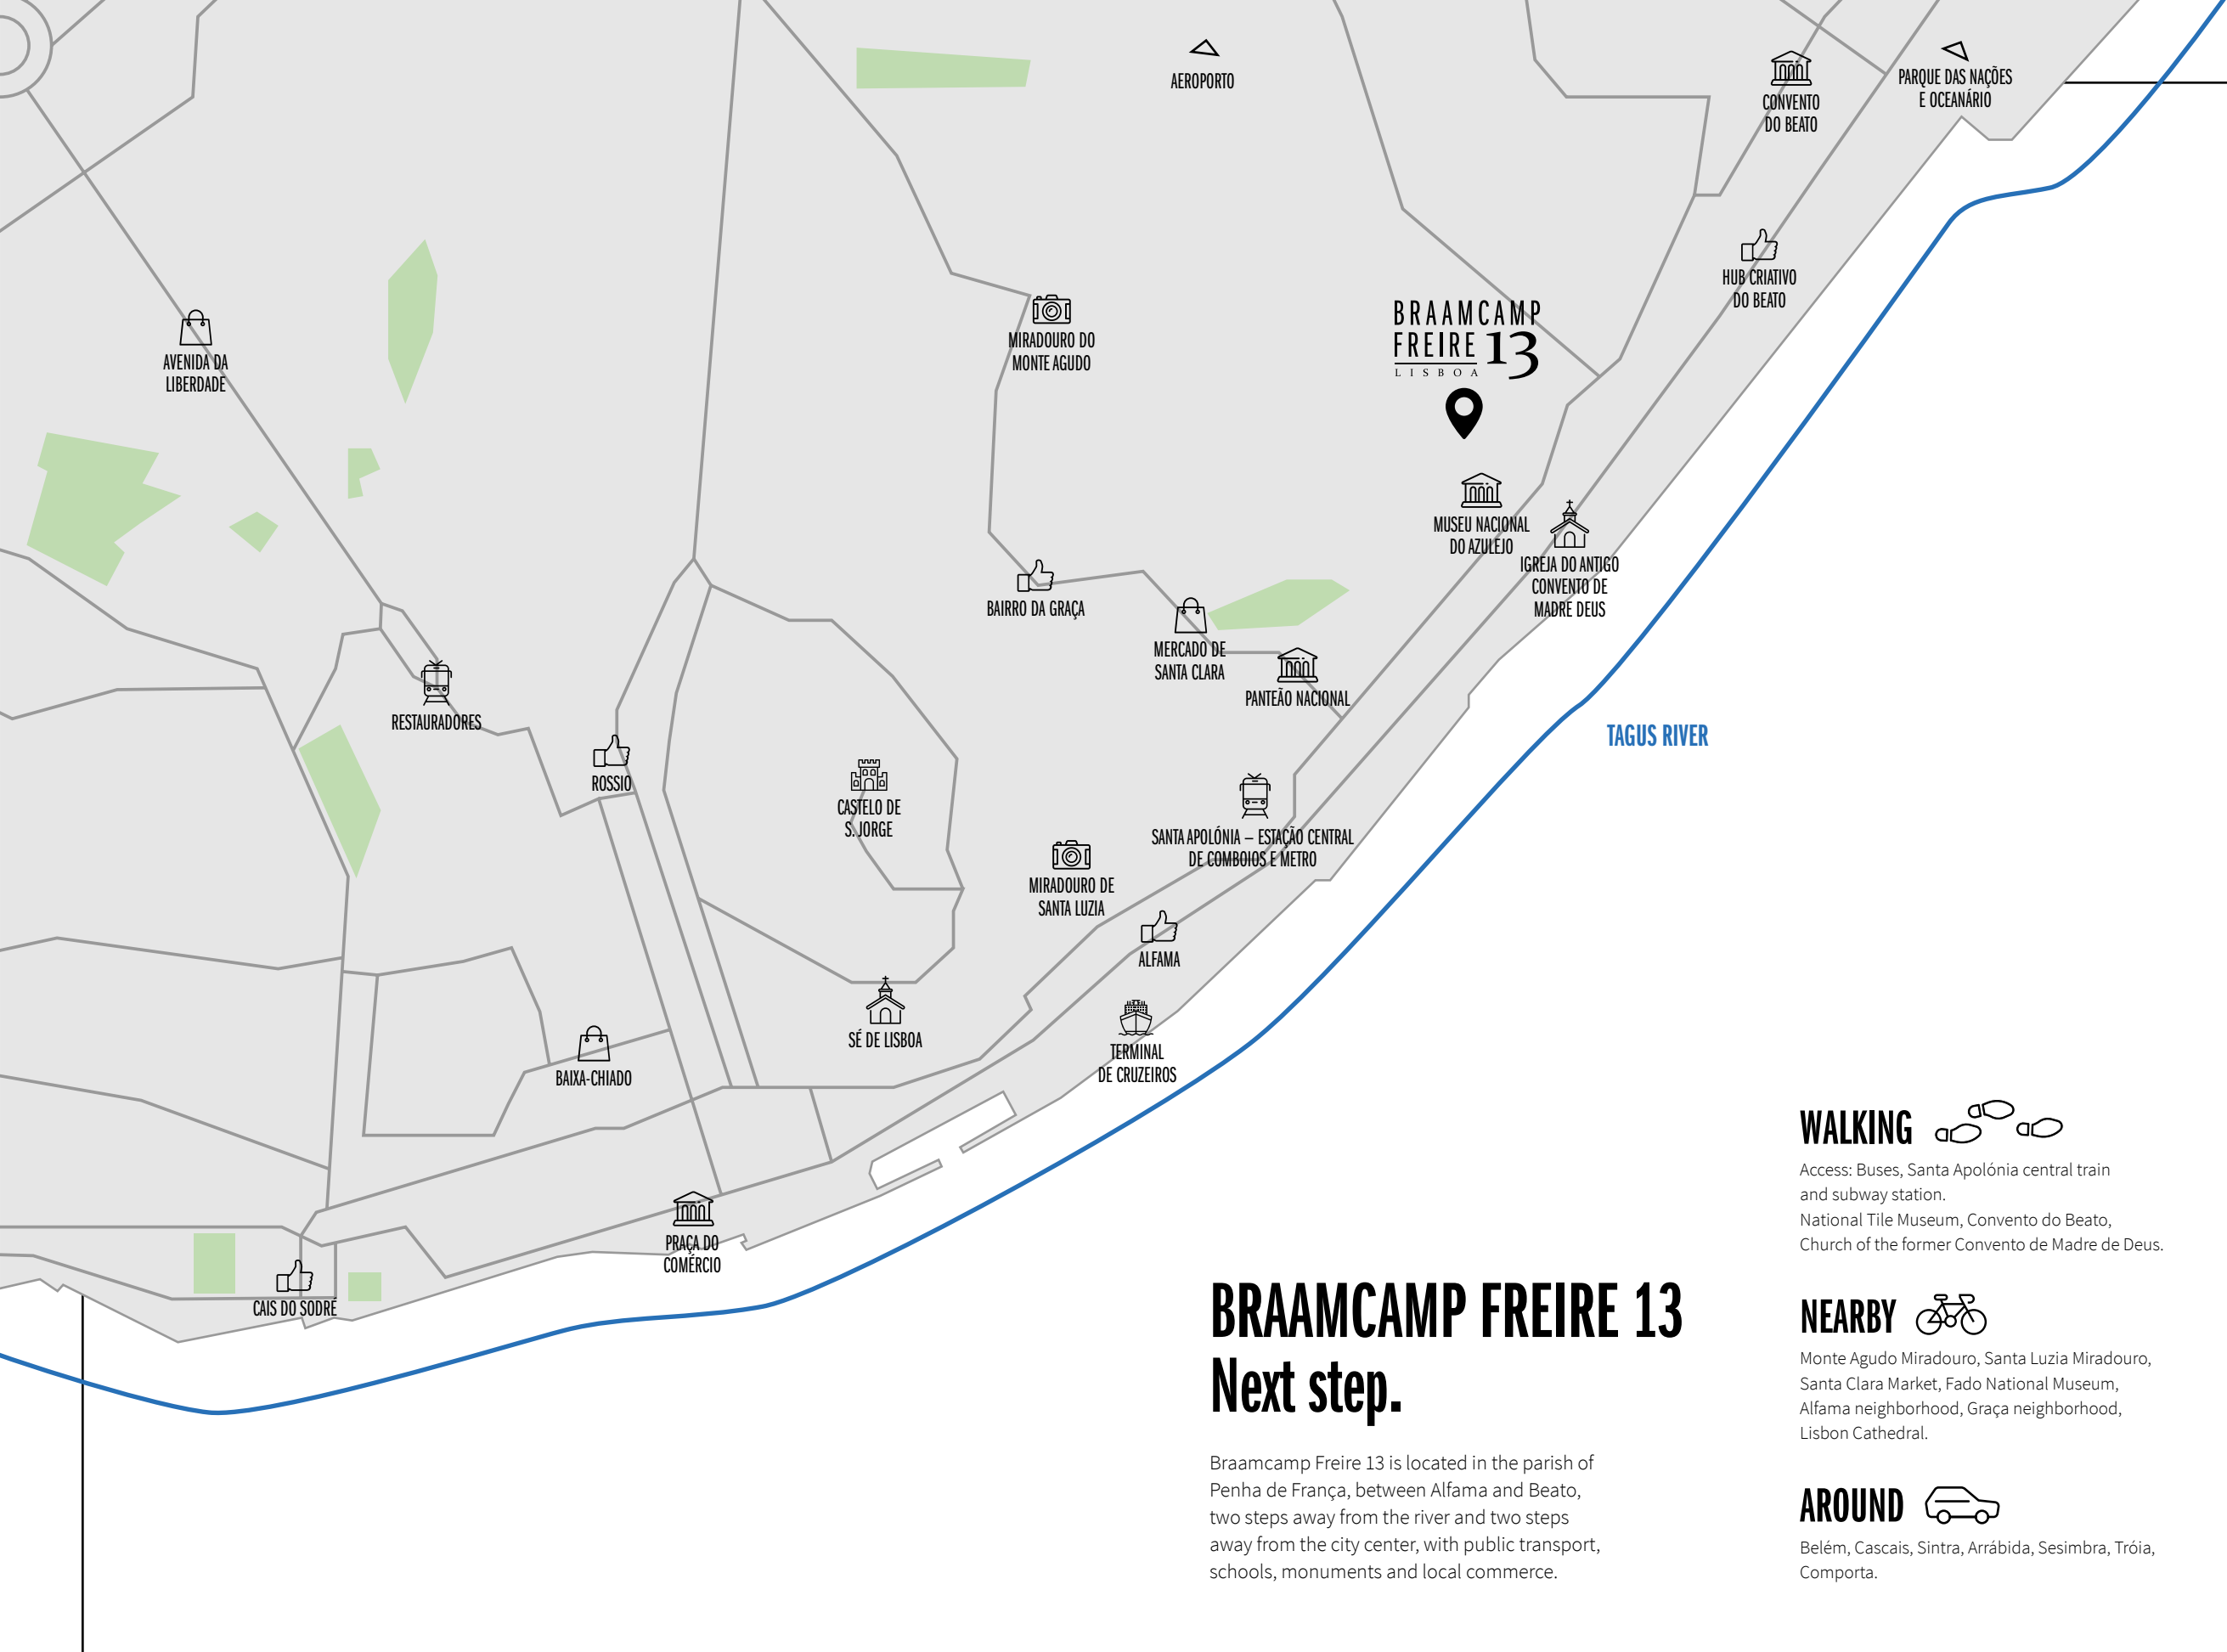 AEROPORTO
CONVENTO
DO BEATO
PARQUE DAS NAÇÕES
E OCEANÁRIO
HUB CRIATIVO
DO BEATO
AVENIDA DA
LIBERDADE
MIRADOURO DO
MONTE AGUDO
BRAAMCAMP
FREIRE 13
LISBOA
MUSEU NACIONAL
DO AZULEJO
IGREJA DO ANTIGO
CONVENTO DE
MADRE DEUS
BAIRRO DA GRAÇA
MERCADO DE
SANTA CLARA
PANTEÃO NACIONAL
RESTAURADORES
ROSSIO
TAGUS RIVER
CASTELO DE
S. JORGE
SANTA APOLÓNIA – ESTAÇÃO CENTRAL
DE COMBOIOS E METRO
MIRADOURO DE
SANTA LUZIA
ALFAMA
SÉ DE LISBOA
TERMINAL
DE CRUZEIROS
BAIXA-CHIADO
PRAÇA DO
COMÉRCIO
CAIS DO SODRÉ
BRAAMCAMP FREIRE 13
Next step.
Braamcamp Freire 13 is located in the parish of
Penha de França, between Alfama and Beato,
two steps away from the river and two steps
away from the city center, with public transport,
schools, monuments and local commerce.
WALKING
Access: Buses, Santa Apolónia central train
and subway station.
National Tile Museum, Convento do Beato,
Church of the former Convento de Madre de Deus.
NEARBY
Monte Agudo Miradouro, Santa Luzia Miradouro,
Santa Clara Market, Fado National Museum,
Alfama neighborhood, Graça neighborhood,
Lisbon Cathedral.
AROUND
Belém, Cascais, Sintra, Arrábida, Sesimbra, Tróia,
Comporta.